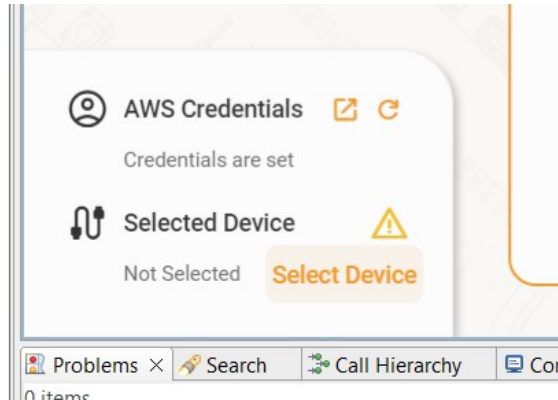 AWS Credentials
Credentials are set
Selected Device
Not Selected Select Device
Problems Search Call Hierarchy
0 items